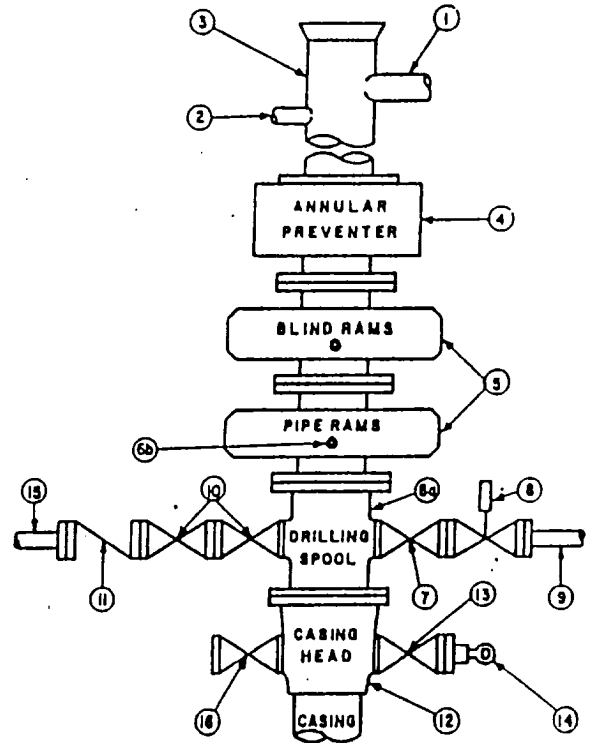 3
1
2
ANNULAR
PREVENTER
4
BLIND RAMS
5
PIPE RAMS
6b
6a
8
15
10
DRILLING
SPOOL
11
7
9
13
CASING
HEAD
16
12
14
CASING